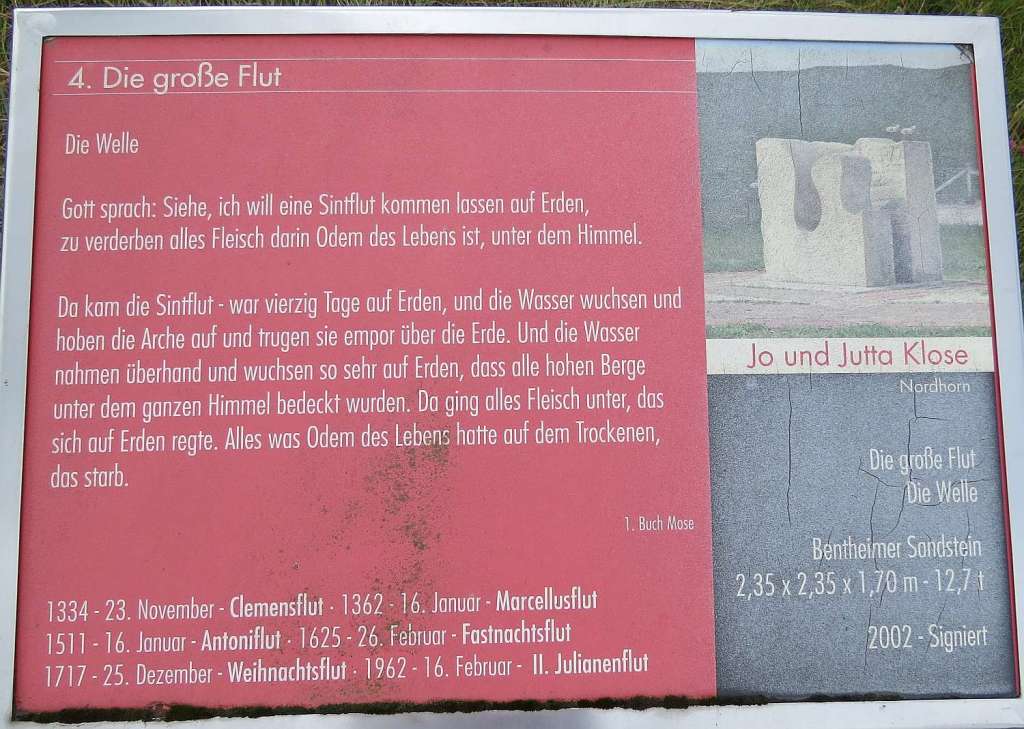 4. Die große Flut
Die Welle
Gott sprach: Siehe, ich will eine Sintflut kommen lassen auf Erden,
zu verderben alles Fleisch darin Odem des Lebens ist, unter dem Himmel.
Da kam die Sintflut - war vierzig Tage auf Erden, und die Wasser wuchsen und
hoben die Arche auf und trugen sie empor über die Erde. Und die Wasser
nahmen überhand und wuchsen so sehr auf Erden, dass alle hohen Berge
unter dem ganzen Himmel bedeckt wurden. Da ging alles Fleisch unter, das
sich auf Erden regte. Alles was Odem des Lebens hatte auf dem Trockenen,
das starb.
1. Buch Mose
1334 - 23. November - Clemensflut · 1362 - 16. Januar - Marcellusflut
1511 - 16. Januar - Antoniflut · 1625 - 26. Februar - Fastnachtsflut
1717 - 25. Dezember - Weihnachtsflut · 1962 - 16. Februar - II. Julianenflut
Jo und Jutta Klose
Nordhorn
Die große Flut
Die Welle
Bentheimer Sandstein
2,35 x 2,35 x 1,70 m - 12,7 t
2002 - Signiert